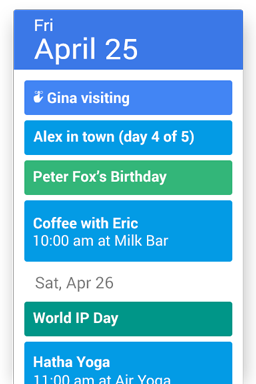 Fri
April 25
Gina visiting
Alex in town (day 4 of 5)
Peter Fox's Birthday
Coffee with Eric
10:00 am at Milk Bar
Sat, Apr 26
World IP Day
Hatha Yoga
11:00 am at Air Yoga